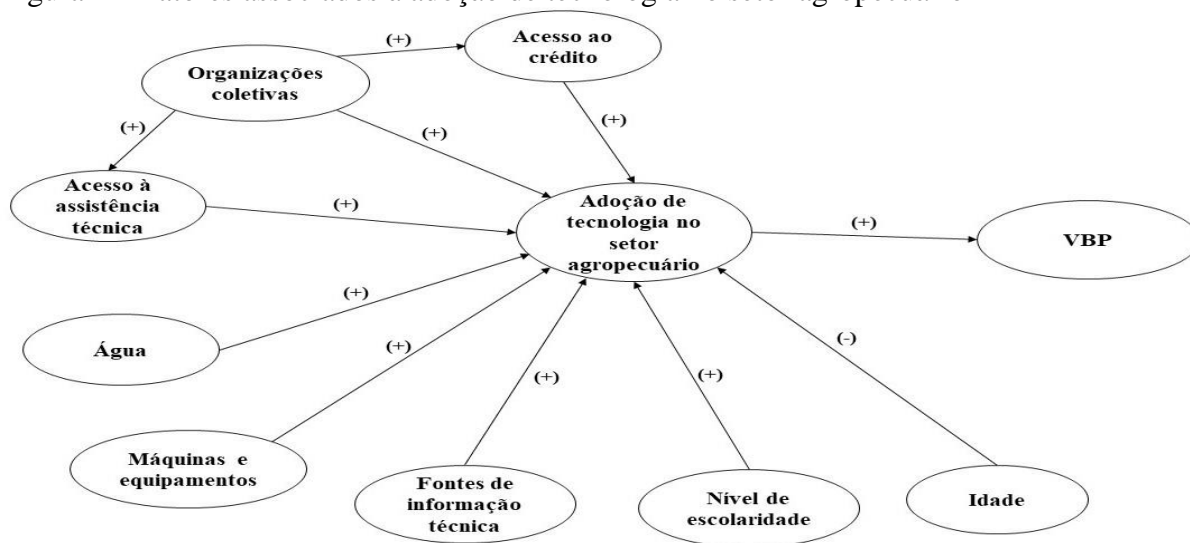 (+)
Acesso ao
crédito
Organizações
coletivas
(+)
(+)
(+)
Acesso à
assistência
técnica
(+)
Adoção de
tecnologia no
setor
agropecuário
(+)
VBP
(+)
Água
(+)
(-)
(+)
(+)
Máquinas e
equipamentos
Fontes de
informação
técnica
Nível de
escolaridade
Idade